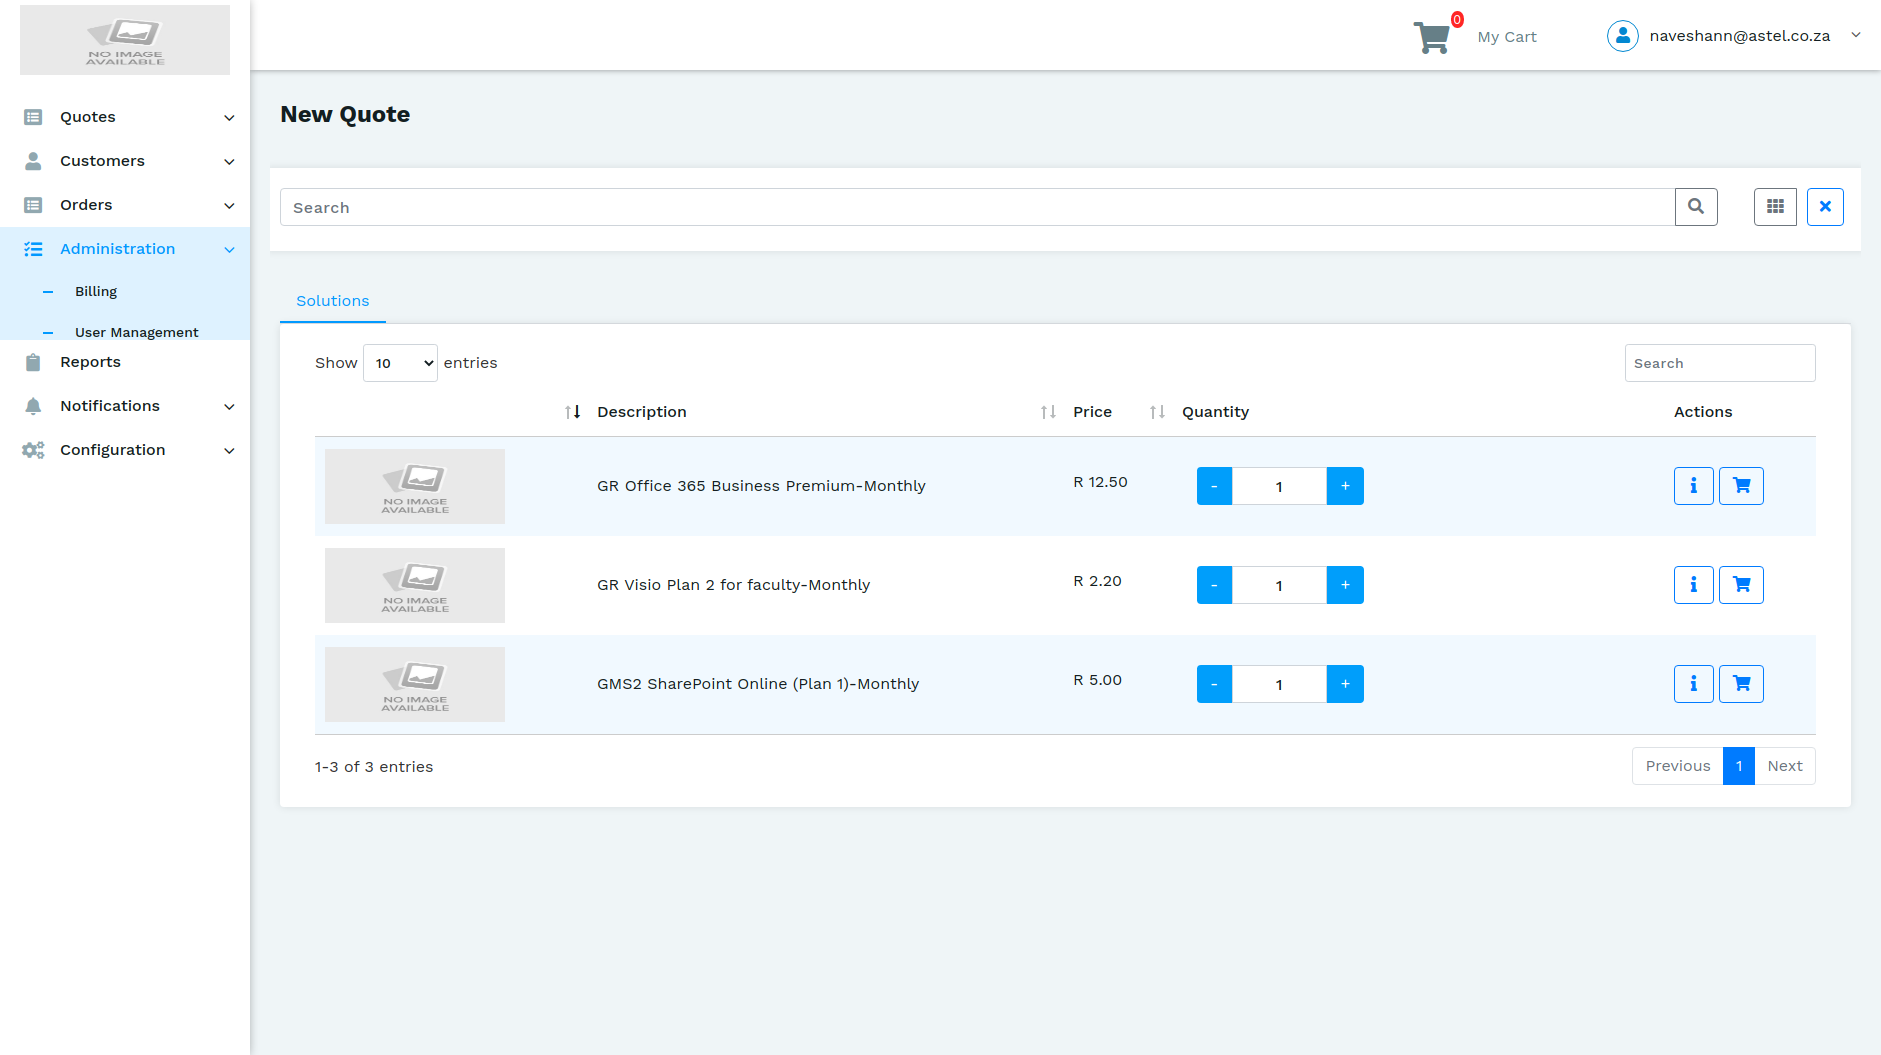 NO IMAGE
AVAILABLE
0
My Cart
naveshann@astel.co.za
Quotes
Customers
Orders
Administration
Billing
User Management
Reports
Notifications
Configuration
New Quote
Search
Solutions
Show 10 entries
Search
Description Price Quantity Actions
NO IMAGE
AVAILABLE
GR Office 365 Business Premium-Monthly R 12.50 - 1 +
NO IMAGE
AVAILABLE
GR Visio Plan 2 for faculty-Monthly R 2.20 - 1 +
NO IMAGE
AVAILABLE
GMS2 SharePoint Online (Plan 1)-Monthly R 5.00 - 1 +
1-3 of 3 entries
Previous 1 Next